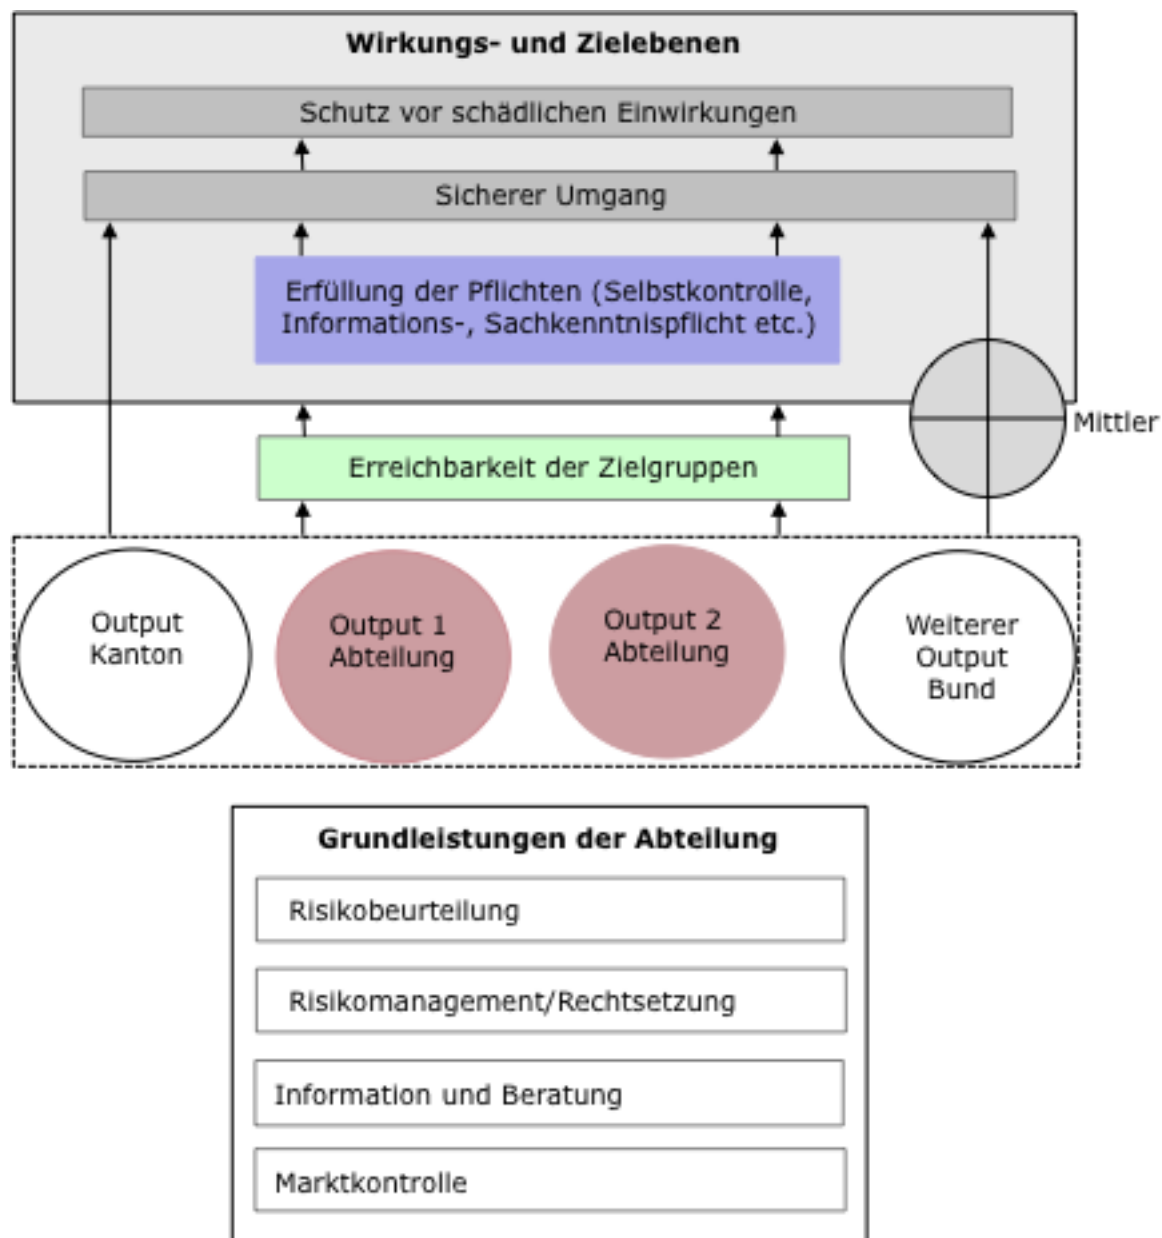 Wirkungs- und Zielebenen
Schutz vor schädlichen Einwirkungen
Sicherer Umgang
Erfüllung der Pflichten (Selbstkontrolle,
Informations-, Sachkenntnispflicht etc.)
Mittler
Erreichbarkeit der Zielgruppen
Output
Kanton
Output 1
Abteilung
Output 2
Abteilung
Weiterer
Output
Bund
Grundleistungen der Abteilung
Risikobeurteilung
Risikomanagement/Rechtsetzung
Information und Beratung
Marktkontrolle